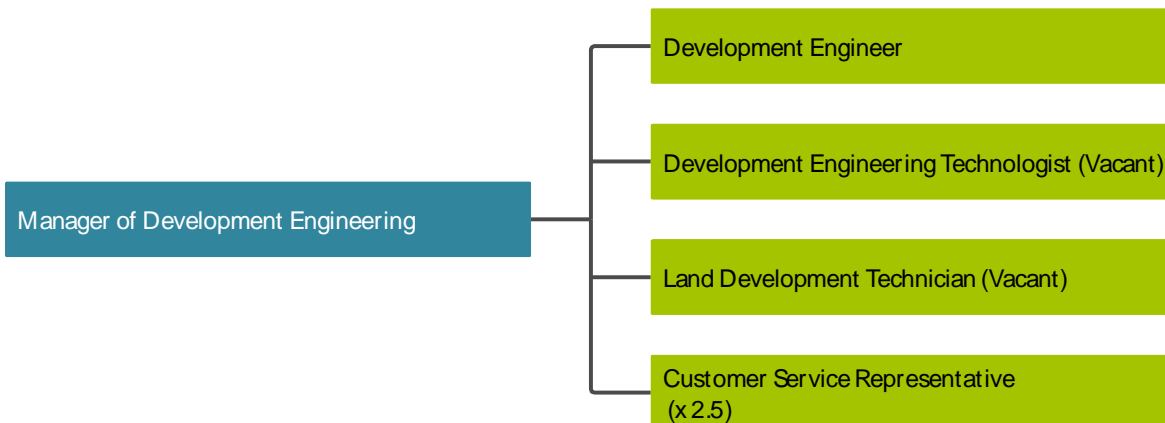 Development Engineer
Development Engineering Technologist (Vacant)
Manager of Development Engineering
Land Development Technician (Vacant)
Customer Service Representative
(x 2.5)